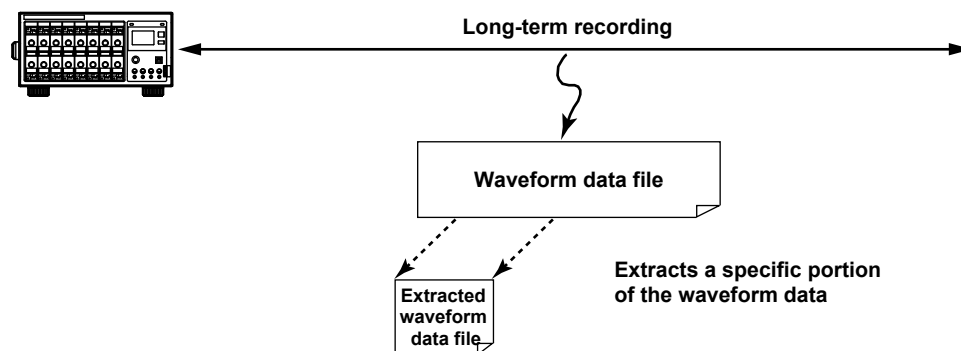 Long-term recording
Waveform data file
Extracts a specific portion
of the waveform data
Extracted
waveform
data file